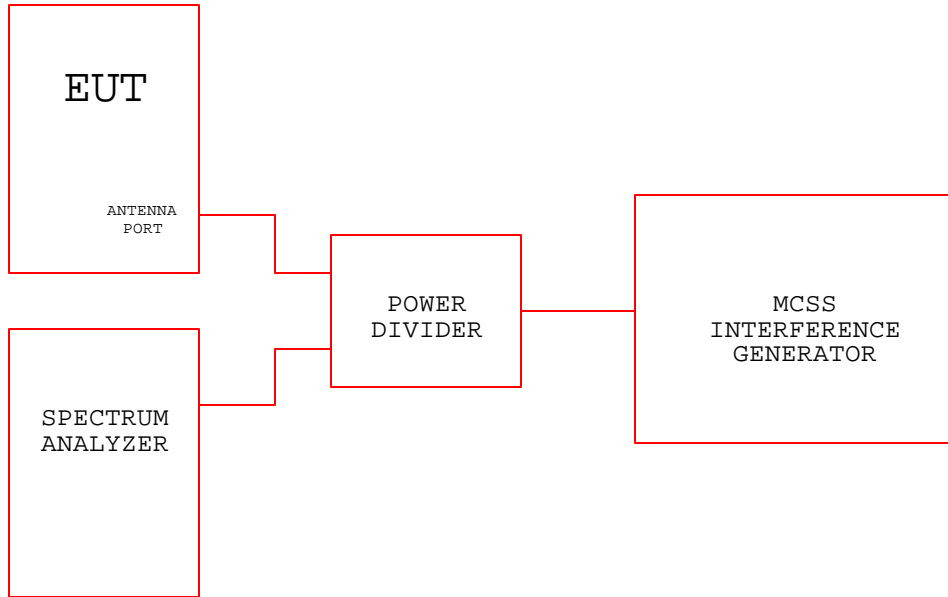 EUT
ANTENNA
PORT
POWER
DIVIDER
MCSS
INTERFERENCE
GENERATOR
SPECTRUM
ANALYZER